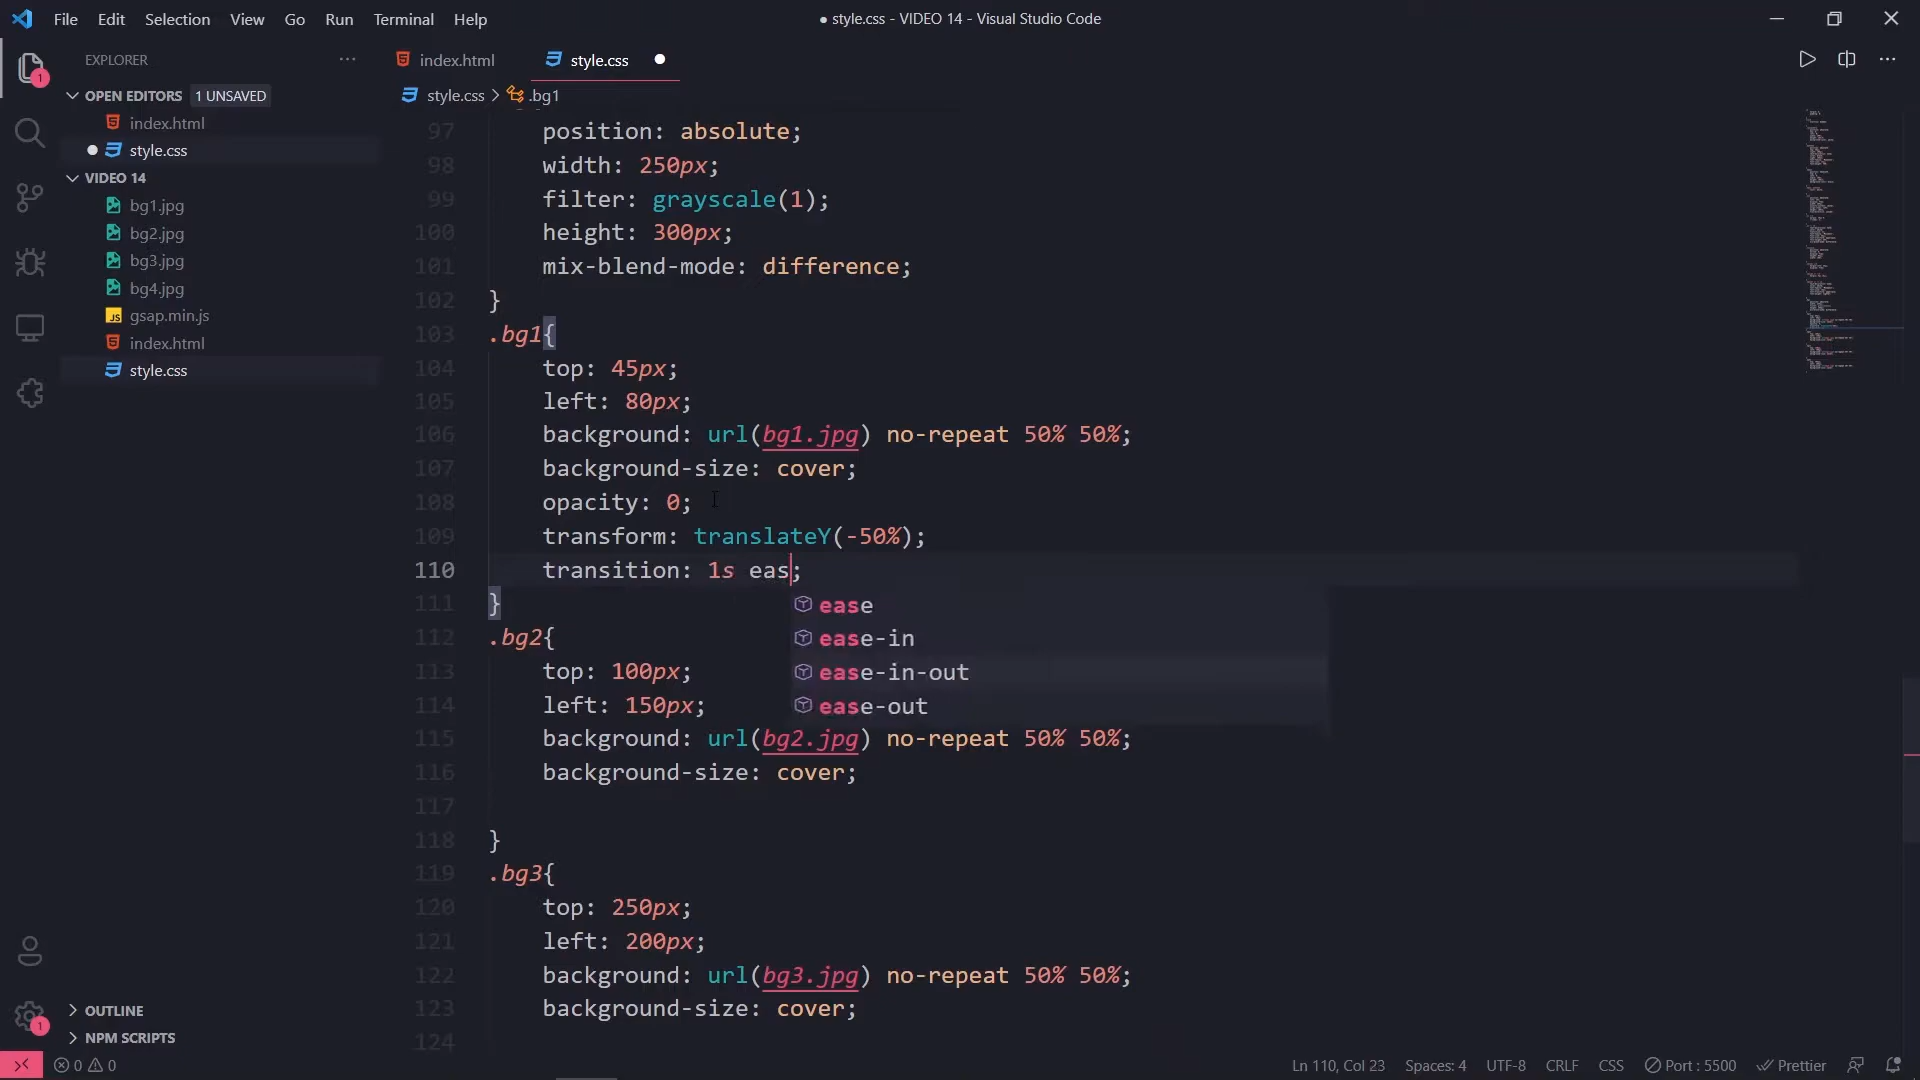 File Edit Selection View Go Run Terminal Help
● style.css - VIDEO 14 - Visual Studio Code
EXPLORER
OPEN EDITORS 1 UNSAVED
index.html
style.css
VIDEO 14
bg1.jpg
bg2.jpg
bg3.jpg
bg4.jpg
JS gsap.min.js
index.html
style.css
OUTLINE
NPM SCRIPTS
1
1
index.html style.css
style.css > .bg1
97 position: absolute;
98 width: 250px;
99 filter: grayscale(1);
100 height: 300px;
101 mix-blend-mode: difference;
102 }
103 .bg1{
104 top: 45px;
105 left: 80px;
106 background: url(bg1.jpg) no-repeat 50% 50%;
107 background-size: cover;
108 opacity: 0;
109 transform: translateY(-50%);
110 transition: 1s eas;
111 }
ease
ease-in
ease-in-out
ease-out
112 .bg2{
113 top: 100px;
114 left: 150px;
115 background: url(bg2.jpg) no-repeat 50% 50%;
116 background-size: cover;
117
118 }
119 .bg3{
120 top: 250px;
121 left: 200px;
122 background: url(bg3.jpg) no-repeat 50% 50%;
123 background-size: cover;
124
0 0
Ln 110, Col 23 Spaces: 4 UTF-8 CRLF CSS Port : 5500 Prettier